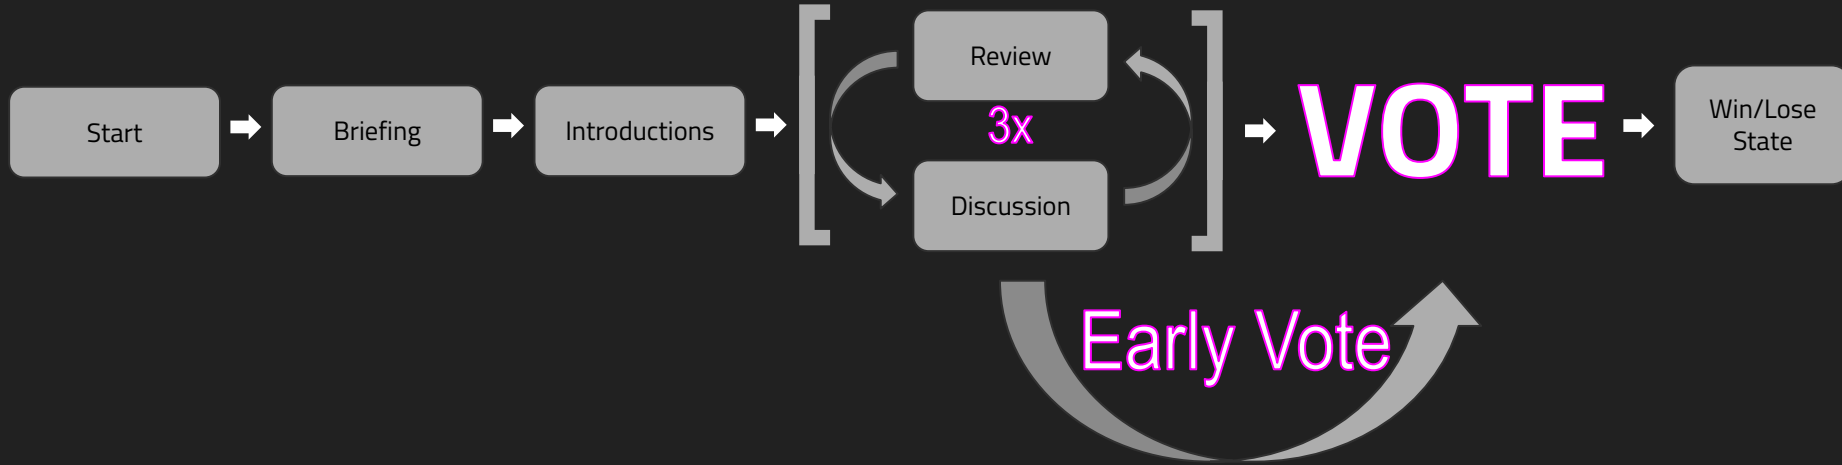 Start
Briefing
Introductions
Review
3x
Discussion
VOTE
Win/Lose
State
Early Vote